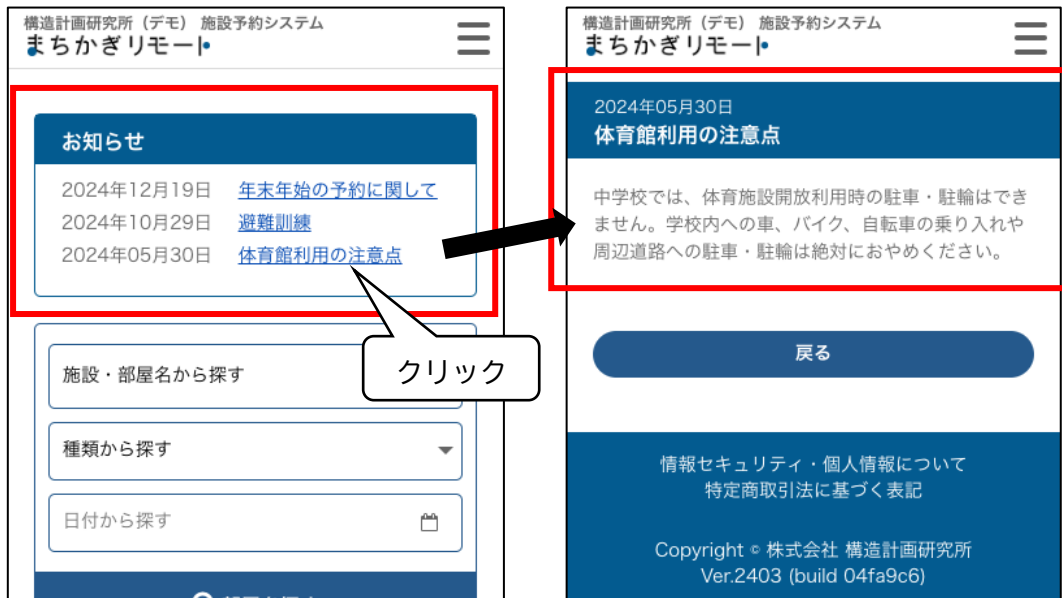 構造計画研究所（デモ） 施設予約システム
まちかぎリモート
お知らせ
2024年12月19日 年末年始の予約に関して
2024年10月29日 避難訓練
2024年05月30日 体育館利用の注意点
クリック
施設・部屋名から探す
種類から探す
日付から探す
構造計画研究所（デモ） 施設予約システム
まちかぎリモート
2024年05月30日
体育館利用の注意点
中学校では、体育施設開放利用時の駐車・駐輪はでき
ません。学校内への車、バイク、自転車の乗り入れや
周辺道路への駐車・駐輪は絶対におやめください。
戻る
情報セキュリティ・個人情報について
特定商取引法に基づく表記
Copyright © 株式会社 構造計画研究所
Ver.2403 (build 04fa9c6)